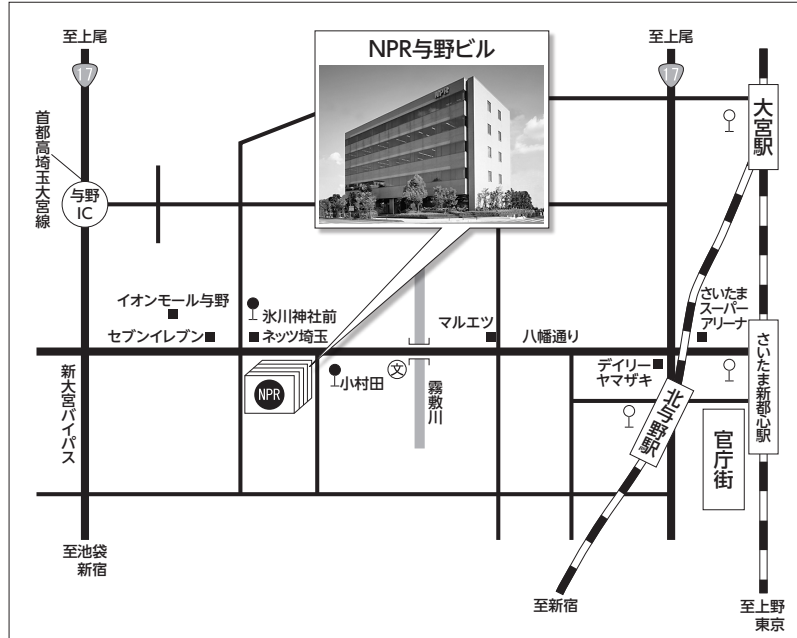 至上尾
17
首都高埼玉大宮線
与野
IC
NPR与野ビル
NPR
至上尾
17
大宮駅
イオンモール与野
セブンイレブン
氷川神社前
ネッツ埼玉
マルエツ
八幡通り
さいたま
スーパー
アリーナ
新大宮バイパス
NPR
小村田
文
霧敷川
デイリー
ヤマザキ
北与野駅
さいたま新都心駅
官庁街
至池袋
新宿
至新宿
至上野
東京